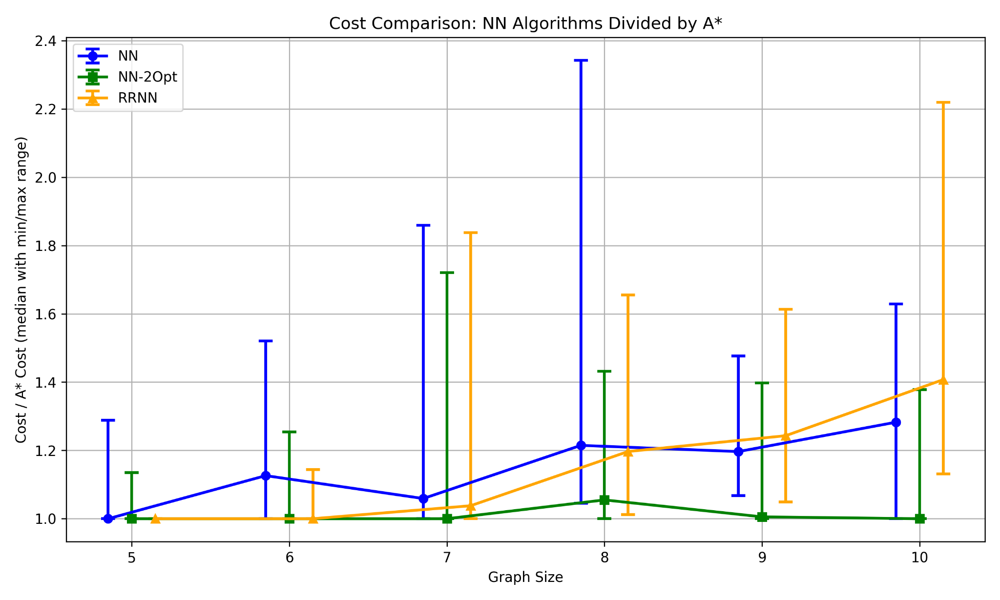 Cost Comparison: NN Algorithms Divided by A*
NN
NN-2Opt
RRNN
Cost / A* Cost (median with min/max range)
2.4
2.2
2.0
1.8
1.6
1.4
1.2
1.0
5 6 7 8 9 10
Graph Size